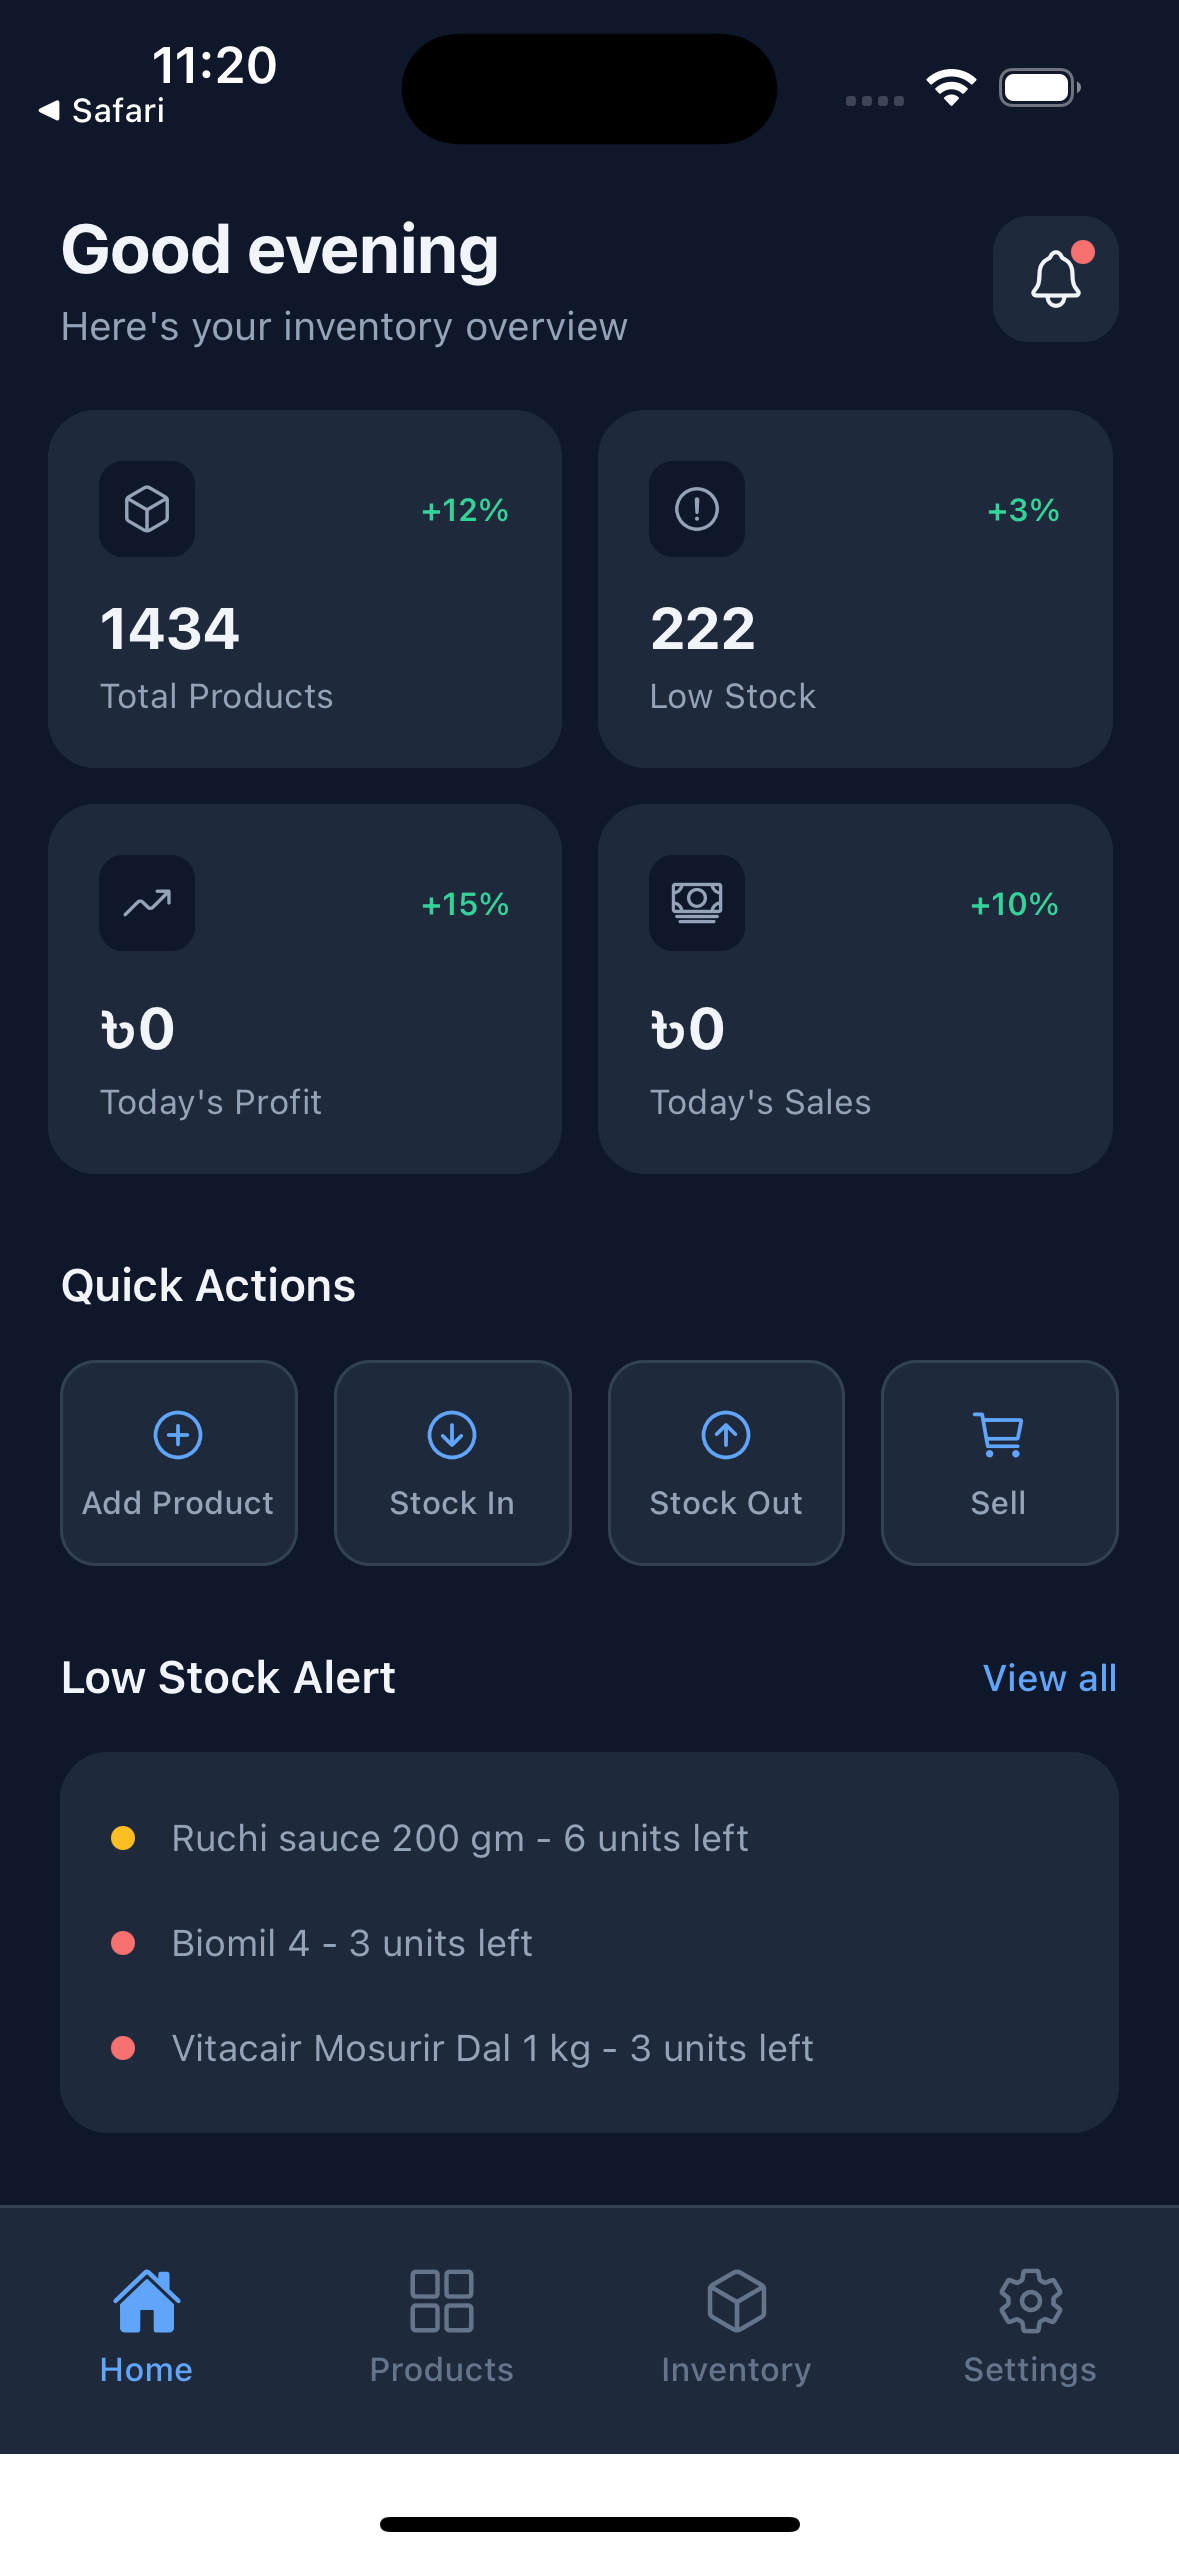 11:20
Safari
Good evening
Here's your inventory overview
+12%
1434
Total Products
+3%
222
Low Stock
+15%
৳0
Today's Profit
+10%
৳0
Today's Sales
Quick Actions
Add Product
Stock In
Stock Out
Sell
Low Stock Alert
View all
Ruchi sauce 200 gm - 6 units left
Biomil 4 - 3 units left
Vitacair Mosurir Dal 1 kg - 3 units left
Home
Products
Inventory
Settings